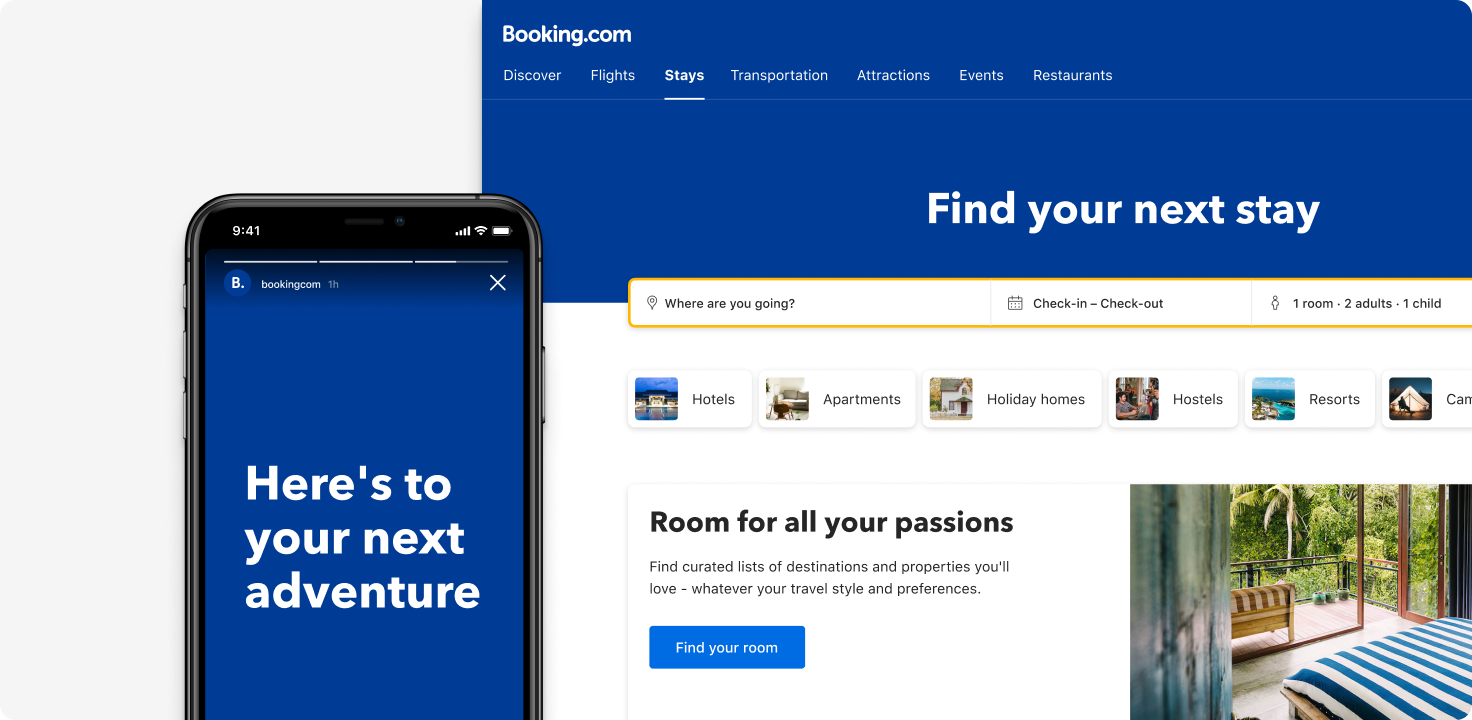 Booking.com
Discover Flights Stays Transportation Attractions Events Restaurants
Find your next stay
Where are you going? Check-in – Check-out 1 room · 2 adults · 1 child
Hotels Apartments Holiday homes Hostels Resorts Cam
Room for all your passions
Find curated lists of destinations and properties you'll
love - whatever your travel style and preferences.
Find your room
9:41
B. bookingcom 1h
Here's to
your next
adventure